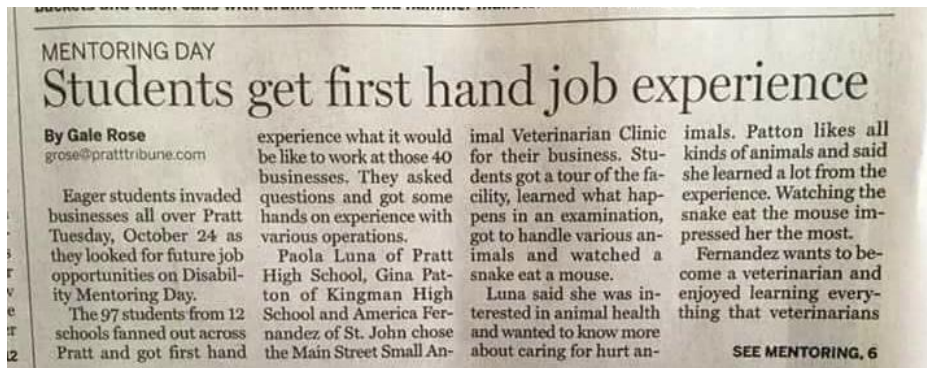 MENTORING DAY
Students get first hand job experience
By Gale Rose
grose@pratttribune.com
Eager students invaded
businesses all over Pratt
Tuesday, October 24 as
they looked for future job
opportunities on Disabil-
ity Mentoring Day.
The 97 students from 12
schools fanned out across
Pratt and got first hand
experience what it would
be like to work at those 40
businesses. They asked
questions and got some
hands on experience with
various operations.
Paola Luna of Pratt
High School, Gina Pat-
ton of Kingman High
School and America Fer-
nandez of St. John chose
the Main Street Small An-
imal Veterinarian Clinic
for their business. Stu-
dents got a tour of the fa-
cility, learned what hap-
pens in an examination,
got to handle various an-
imals and watched a
snake eat a mouse.
Luna said she was in-
terested in animal health
and wanted to know more
about caring for hurt an-
imals. Patton likes all
kinds of animals and said
she learned a lot from the
experience. Watching the
snake eat the mouse im-
pressed her the most.
Fernandez wants to be-
come a veterinarian and
enjoyed learning every-
thing that veterinarians
SEE MENTORING, 6